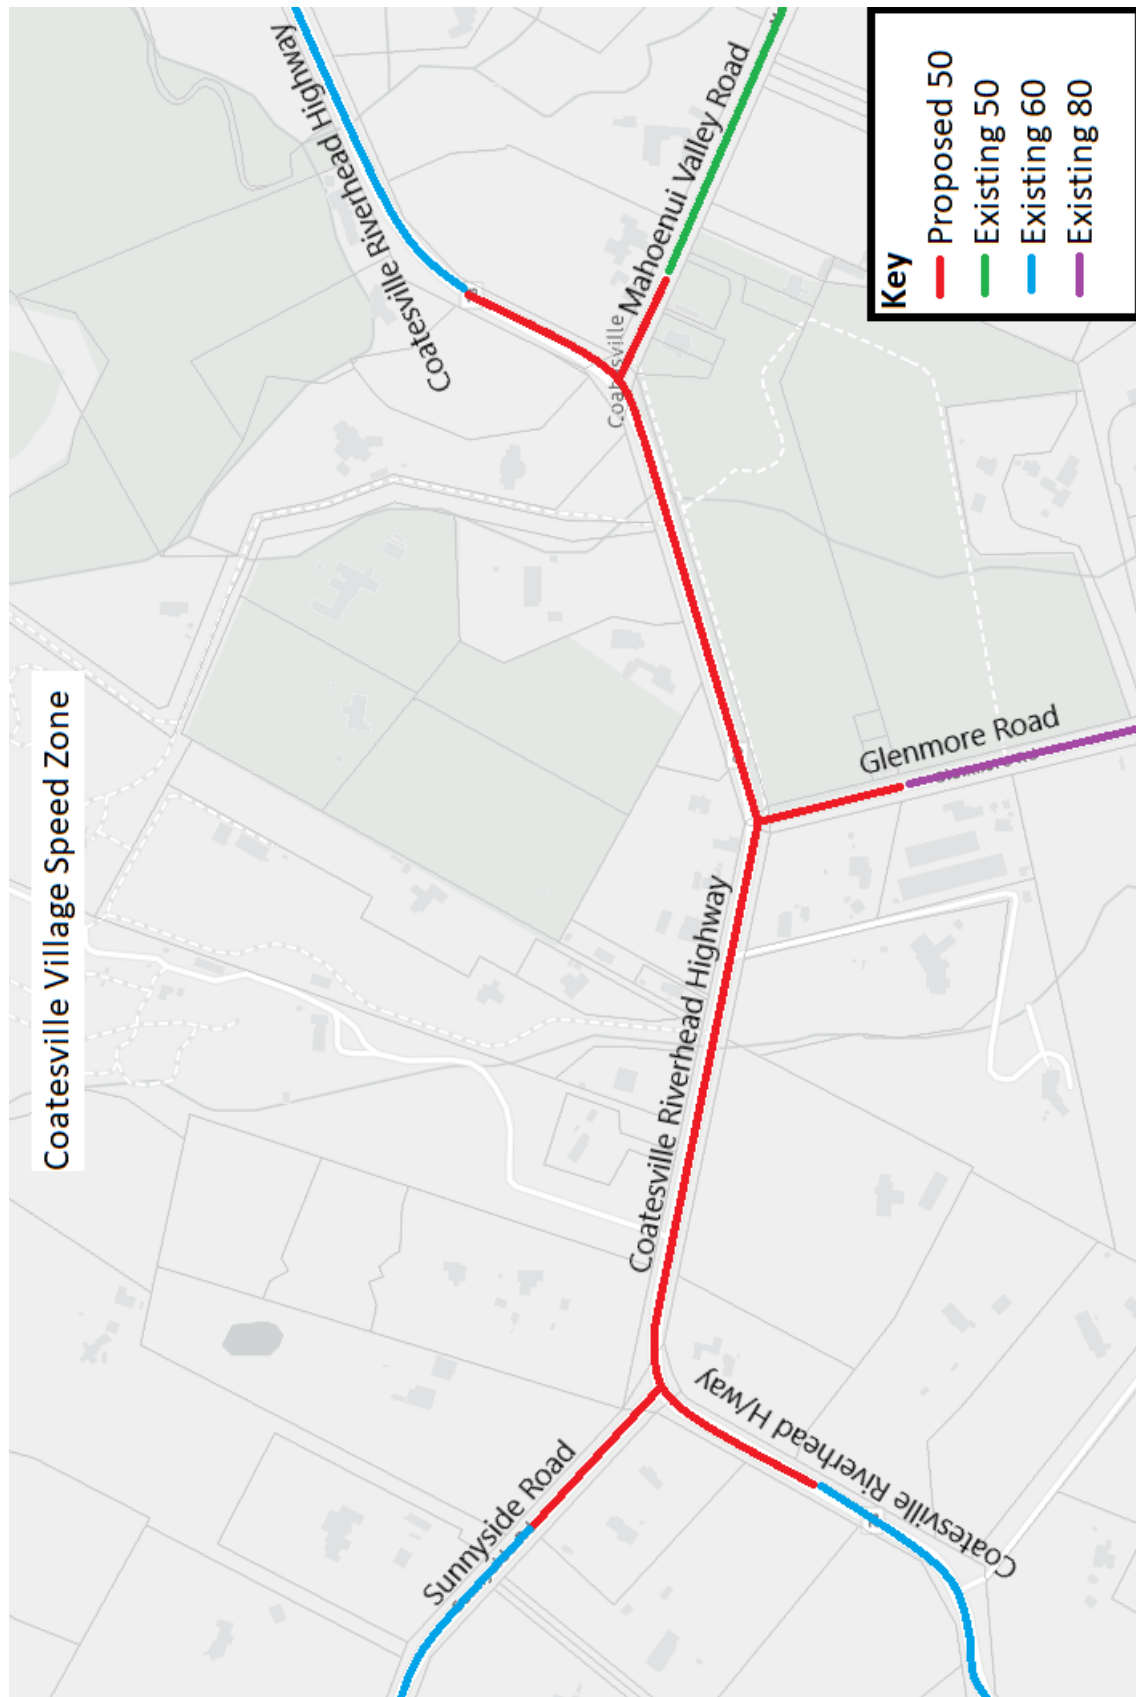 Coatesville Village Speed Zone
Coatesville Riverhead Highway
Mahoenui Valley Road
Coatesville
Glenmore Road
Coatesville Riverhead Highway
Sunnyside Road
Coatesville Riverhead H/way
Key
Proposed 50
Existing 50
Existing 60
Existing 80